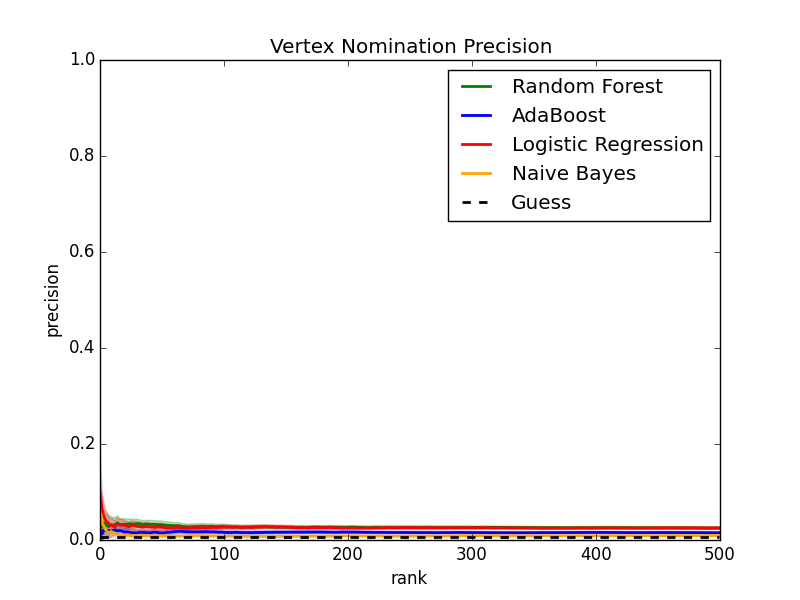 Vertex Nomination Precision
1.0
0.8
0.6
0.4
0.2
0.0
precision
Random Forest
AdaBoost
Logistic Regression
Naive Bayes
Guess
0 100 200 300 400 500
rank